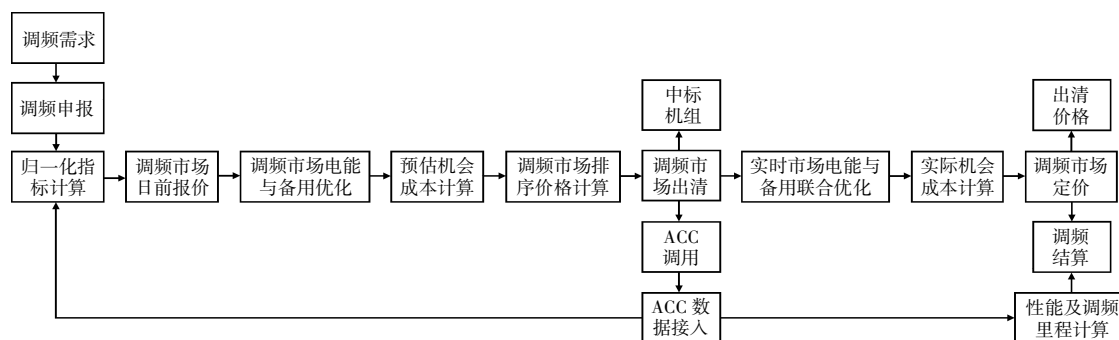 调频需求
调频申报
归一化指
标计算
调频市场
日前报价
调频市场电能
与备用优化
预估机会
成本计算
调频市场排
序价格计算
中标
机组
调频市
场出清
ACC
调用
ACC 数
据接入
实时市场电能与
备用联合优化
实际机会
成本计算
出清
价格
调频市场
定价
调频
结算
性能及调频
里程计算